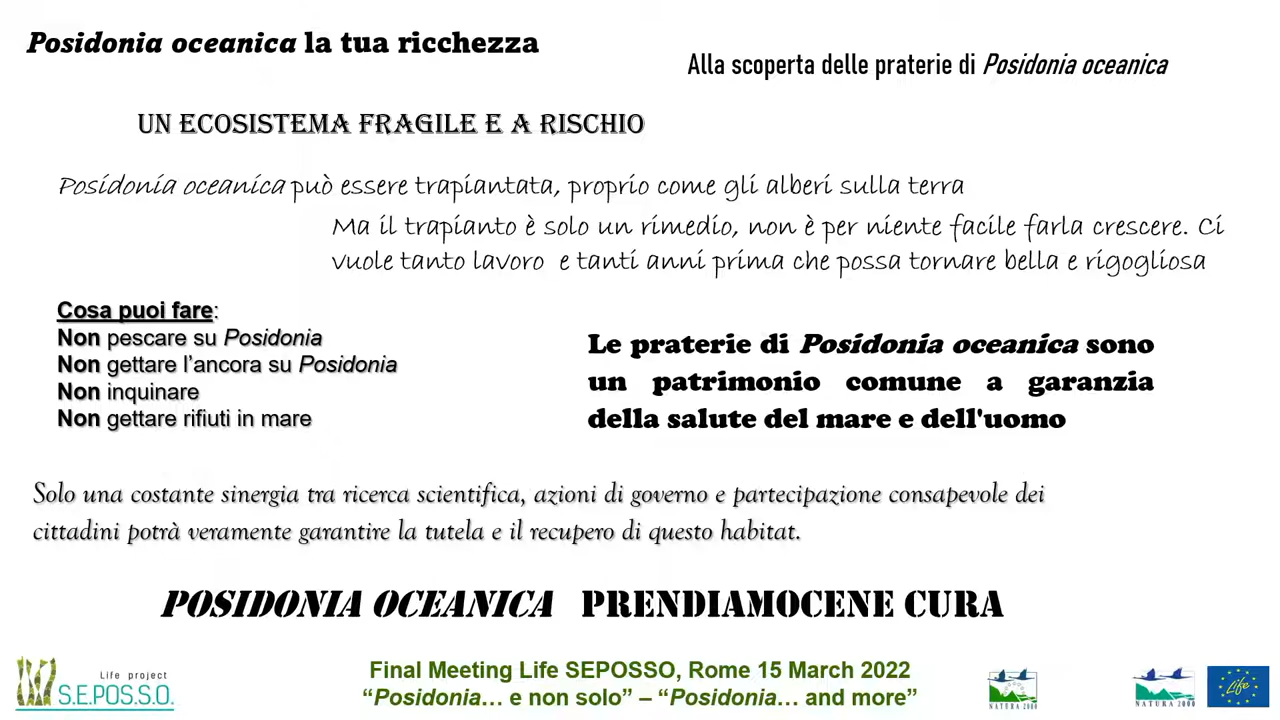 Posidonia oceanica la tua ricchezza
Alla scoperta delle praterie di Posidonia oceanica
UN ECOSISTEMA FRAGILE E A RISCHIO
Posidonia oceanica può essere trapiantata, proprio come gli alberi sulla terra
Ma il trapianto è solo un rimedio, non è per niente facile farla crescere. Ci
vuole tanto lavoro e tanti anni prima che possa tornare bella e rigogliosa
Cosa puoi fare:
Non pescare su Posidonia
Non gettare l’ancora su Posidonia
Non inquinare
Non gettare rifiuti in mare
Le praterie di Posidonia oceanica sono
un patrimonio comune a garanzia
della salute del mare e dell'uomo
Solo una costante sinergia tra ricerca scientifica, azioni di governo e partecipazione consapevole dei
cittadini potrà veramente garantire la tutela e il recupero di questo habitat.
POSIDONIA OCEANICA PRENDIAMOCENE CURA
Life project
S.E.POS.S.O.
Final Meeting Life SEPOSSO, Rome 15 March 2022
“Posidonia… e non solo” – “Posidonia… and more”
NATURA 2000
NATURA 2000
Life